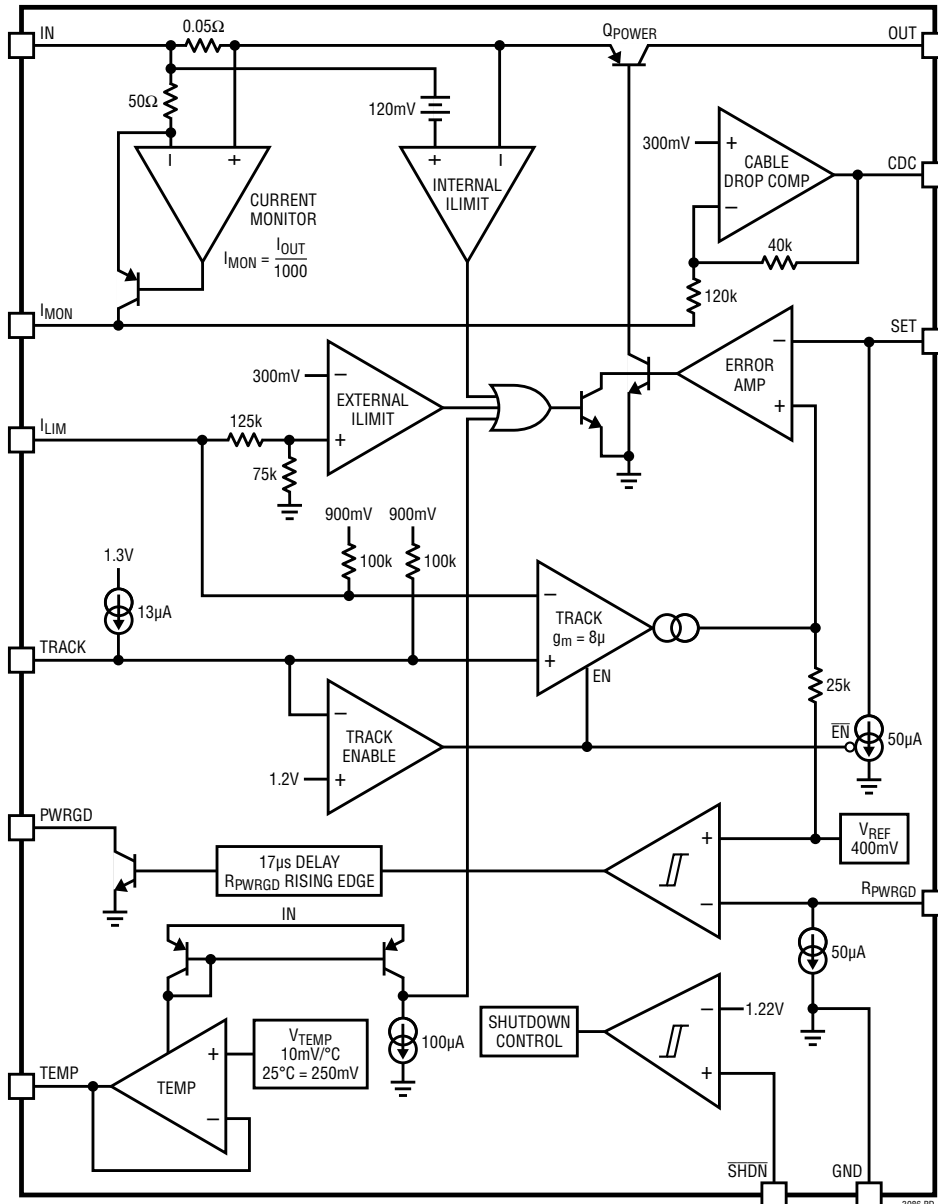 IN
0.05Ω
QPOWER
OUT
50Ω
120mV
300mV
+
CABLE
DROP COMP
−
CDC
I
+
+
I
CURRENT
MONITOR
IMON = IOUT
1000
INTERNAL
ILIMIT
40k
120k
IMON
SET
300mV
−
EXTERNAL
ILIMIT
+
−
ERROR
AMP
+
ILIM
125k
75k
900mV
900mV
100k
100k
1.3V
13µA
−
TRACK
gm = 8µ
+
EN
TRACK
25k
−
TRACK
ENABLE
1.2V
+
EN
50µA
PWRGD
17µs DELAY
RPWRGD RISING EDGE
+
−
VREF
400mV
RPWRGD
IN
50µA
100µA
SHUTDOWN
CONTROL
−
1.22V
+
VTEMP
10mV/°C
25°C = 250mV
TEMP
TEMP
+
−
SHDN
GND
3086 BD